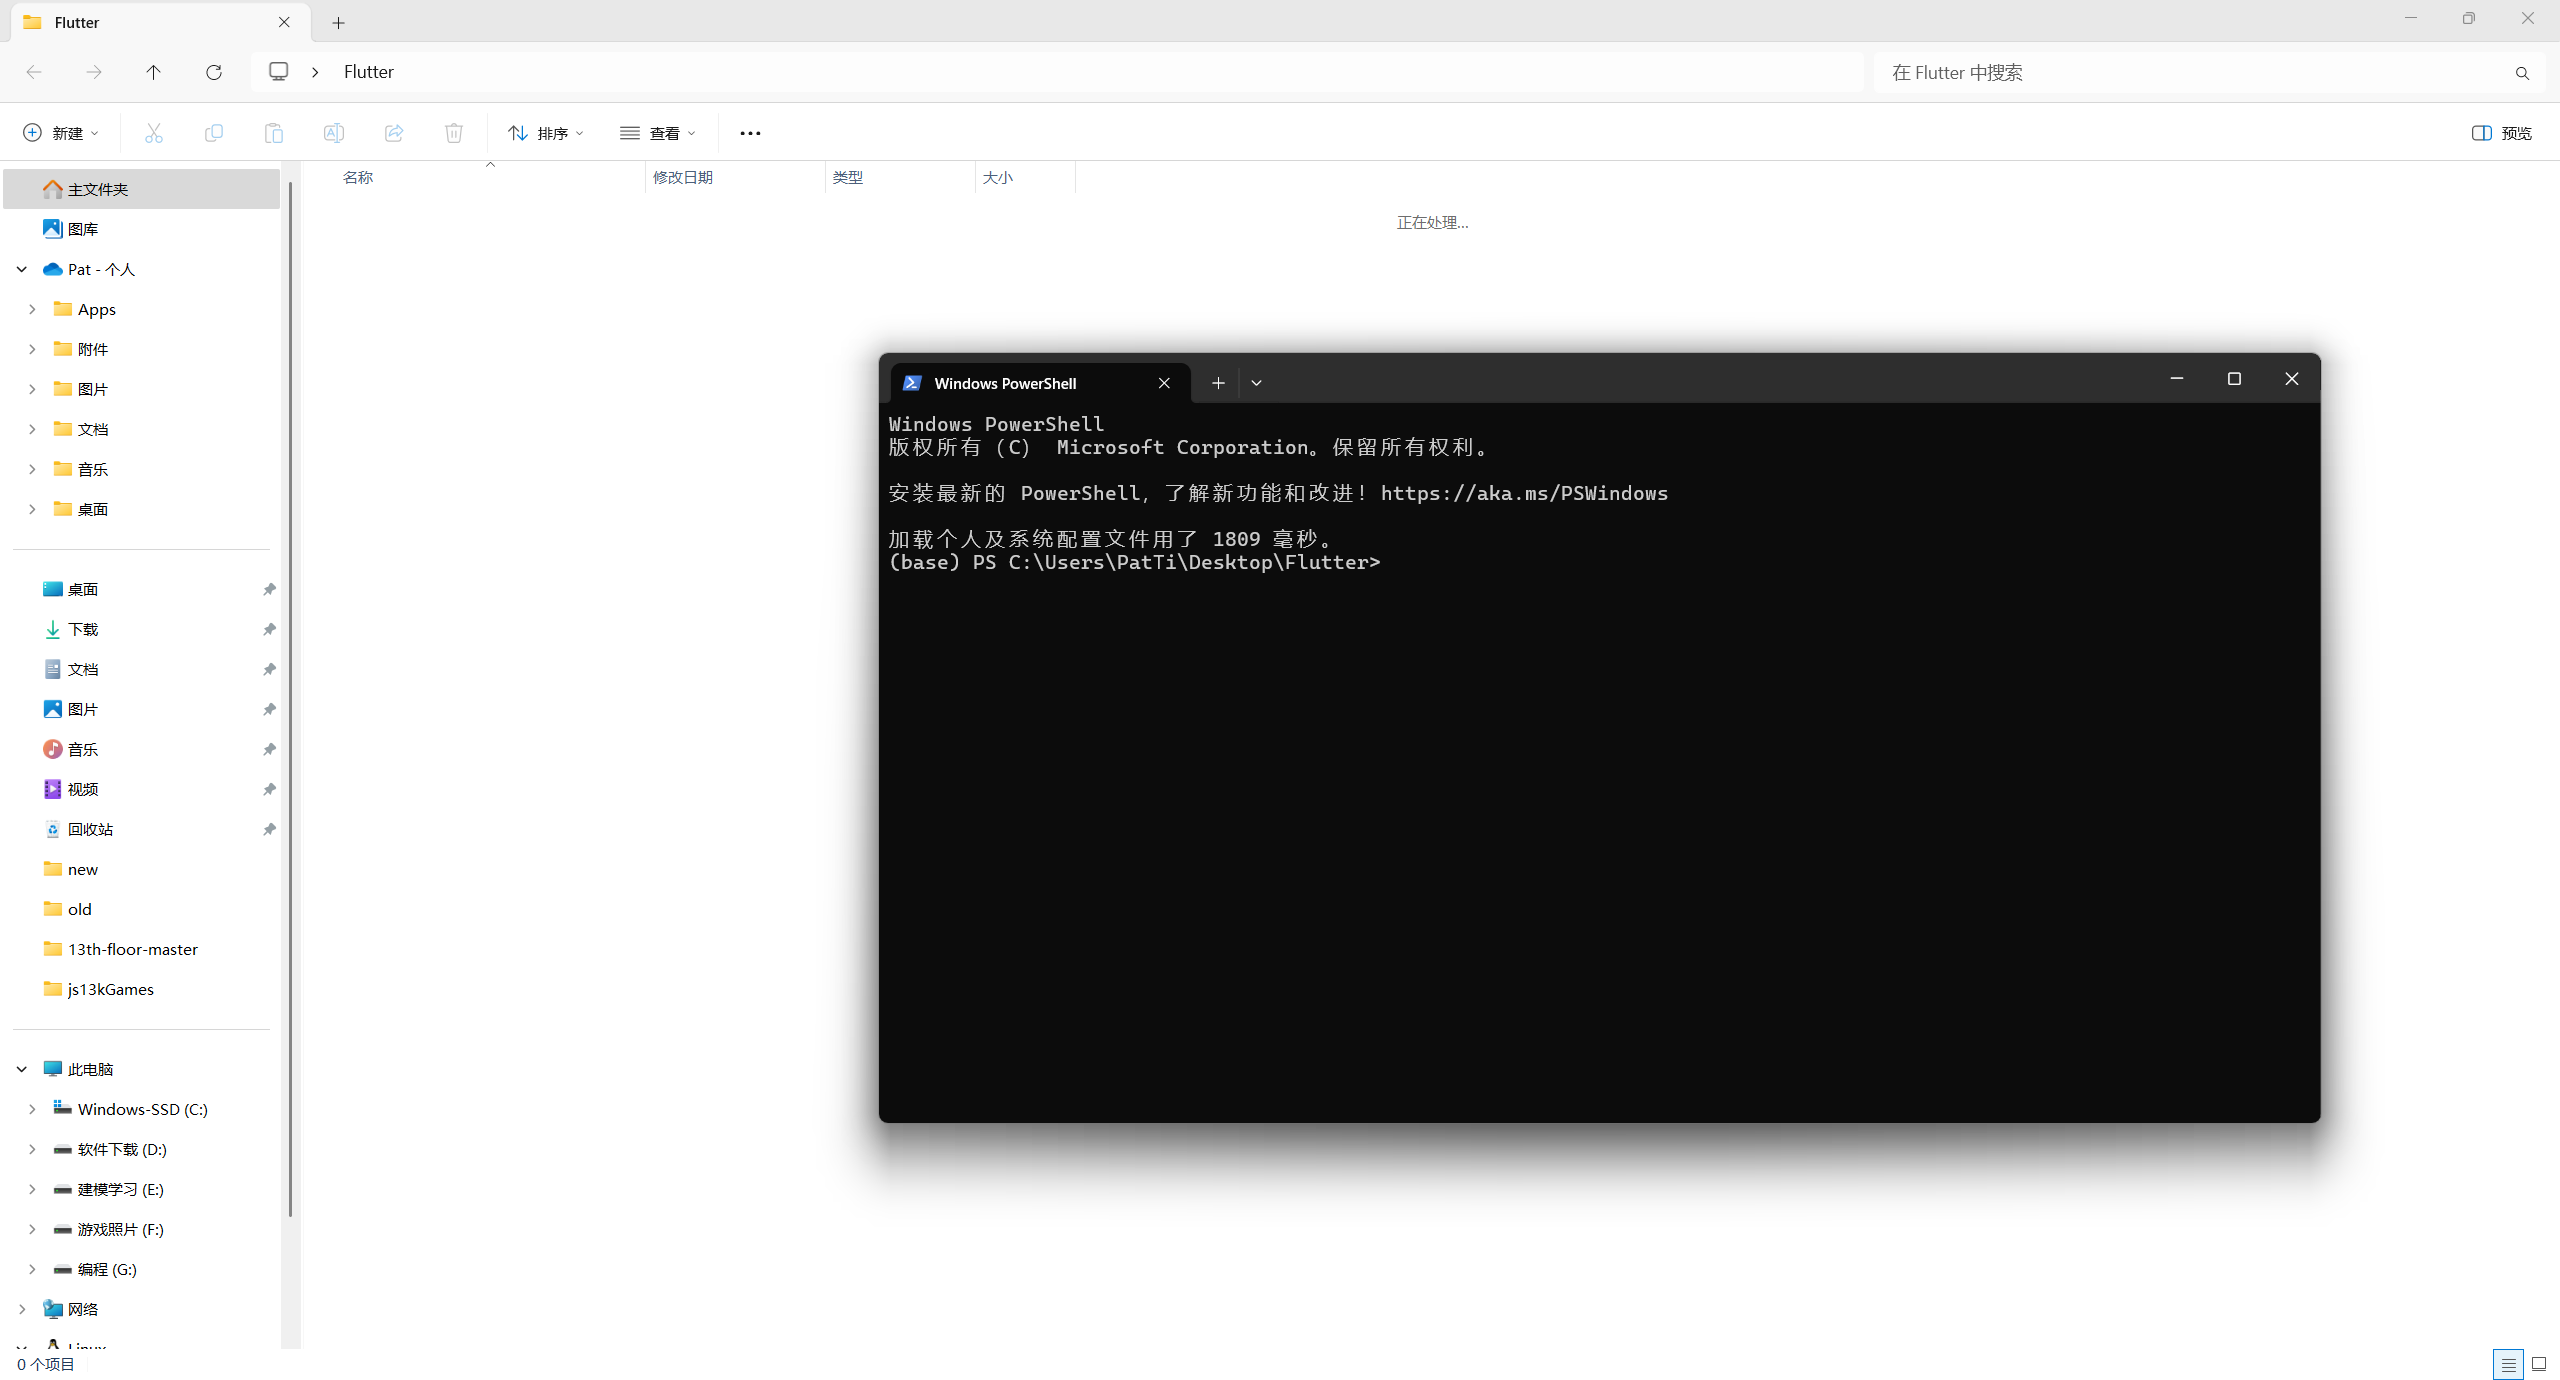 Flutter
Flutter
在 Flutter 中搜索
新建
排序
查看
预览
名称
修改日期
类型
大小
正在处理...
主文件夹
图库
Pat - 个人
Apps
附件
图片
文档
音乐
桌面
桌面
下载
文档
图片
音乐
视频
回收站
new
old
13th-floor-master
js13kGames
此电脑
Windows-SSD (C:)
软件下载 (D:)
建模学习 (E:)
游戏照片 (F:)
编程 (G:)
网络
Linux
0 个项目
Windows PowerShell
Windows PowerShell
版权所有（C） Microsoft Corporation。保留所有权利。
安装最新的 PowerShell，了解新功能和改进！https://aka.ms/PSWindows
加载个人及系统配置文件用了 1809 毫秒。
(base) PS C:\Users\PatTi\Desktop\Flutter>